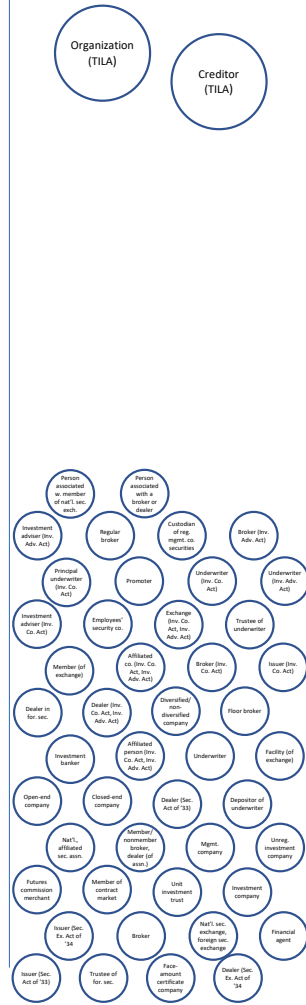 Organization
(TILA)
Creditor
(TILA)
Person
associated
w. member
of nat'l. sec.
exch.
Person
associated
with a
broker or
dealer
Investment
adviser (Inv.
Adv. Act)
Regular
broker
Custodian
of reg.
mgmt. co.
securities
Broker (Inv.
Adv. Act)
Principal
underwriter
(Inv. Co.
Act)
Promoter
Underwriter
(Inv. Co.
Act)
Underwriter
(Inv. Adv.
Act)
Investment
adviser (Inv.
Co. Act)
Employees'
security co.
Exchange
(Inv. Co.
Act, Inv.
Adv. Act)
Trustee of
underwriter
Member (of
exchange)
Affiliated
co. (Inv. Co.
Act, Inv.
Adv. Act)
Broker (Inv.
Co. Act)
Issuer (Inv.
Co. Act)
Dealer in
for. sec.
Dealer (Inv.
Co. Act, Inv.
Adv. Act)
Diversified/
non-
diversified
company
Floor broker
Investment
banker
Affiliated
person (Inv.
Co. Act, Inv.
Adv. Act)
Underwriter
Facility (of
exchange)
Open-end
company
Closed-end
company
Dealer (Sec.
Act of '33)
Depositor of
underwriter
Nat'l.,
affiliated
sec. assn.
Member/
nonmember
broker,
dealer (of
assn.)
Mgmt.
company
Unreg.
investment
company
Futures
commission
merchant
Member of
contract
market
Unit
investment
trust
Investment
company
Issuer (Sec.
Ex. Act of
'34
Broker
Nat'l. sec.
exchange,
foreign sec.
exchange
Financial
agent
Issuer (Sec.
Act of '33)
Trustee of
for. sec.
Face-
amount
certificate
company
Dealer (Sec.
Ex. Act of
'34